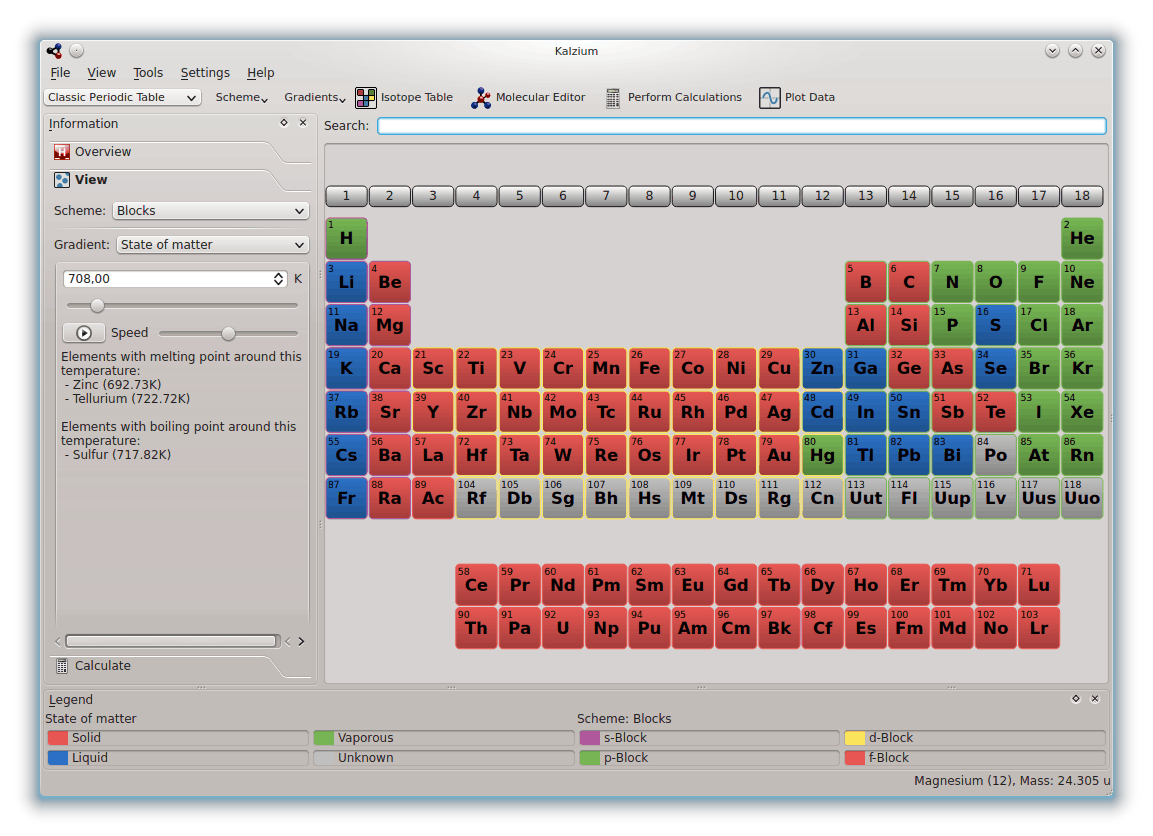 Kalzium
File View Tools Settings Help
Classic Periodic Table Scheme Gradients Isotope Table Molecular Editor Perform Calculations Plot Data
Information
Search:
Overview
View
Scheme: Blocks
Gradient: State of matter
708,00 K
Speed
Elements with melting point around this
temperature:
- Zinc (692.73K)
- Tellurium (722.72K)
Elements with boiling point around this
temperature:
- Sulfur (717.82K)
Calculate
1 2 3 4 5 6 7 8 9 10 11 12 13 14 15 16 17 18
1 H 2 He
3 Li 4 Be 5 B 6 C 7 N 8 O 9 F 10 Ne
11 Na 12 Mg 13 Al 14 Si 15 P 16 S 17 Cl 18 Ar
19 K 20 Ca 21 Sc 22 Ti 23 V 24 Cr 25 Mn 26 Fe 27 Co 28 Ni 29 Cu 30 Zn 31 Ga 32 Ge 33 As 34 Se 35 Br 36 Kr
37 Rb 38 Sr 39 Y 40 Zr 41 Nb 42 Mo 43 Tc 44 Ru 45 Rh 46 Pd 47 Ag 48 Cd 49 In 50 Sn 51 Sb 52 Te 53 I 54 Xe
55 Cs 56 Ba 57 La 72 Hf 73 Ta 74 W 75 Re 76 Os 77 Ir 78 Pt 79 Au 80 Hg 81 Tl 82 Pb 83 Bi 84 Po 85 At 86 Rn
87 Fr 88 Ra 89 Ac 104 Rf 105 Db 106 Sg 107 Bh 108 Hs 109 Mt 110 Ds 111 Rg 112 Cn 113 Uut 114 Fl 115 Uup 116 Lv 117 Uus 118 Uuo
58 Ce 59 Pr 60 Nd 61 Pm 62 Sm 63 Eu 64 Gd 65 Tb 66 Dy 67 Ho 68 Er 69 Tm 70 Yb 71 Lu
90 Th 91 Pa 92 U 93 Np 94 Pu 95 Am 96 Cm 97 Bk 98 Cf 99 Es 100 Fm 101 Md 102 No 103 Lr
Legend
State of matter Scheme: Blocks
Solid Vaporous s-Block d-Block
Liquid Unknown p-Block f-Block
Magnesium (12), Mass: 24.305 u